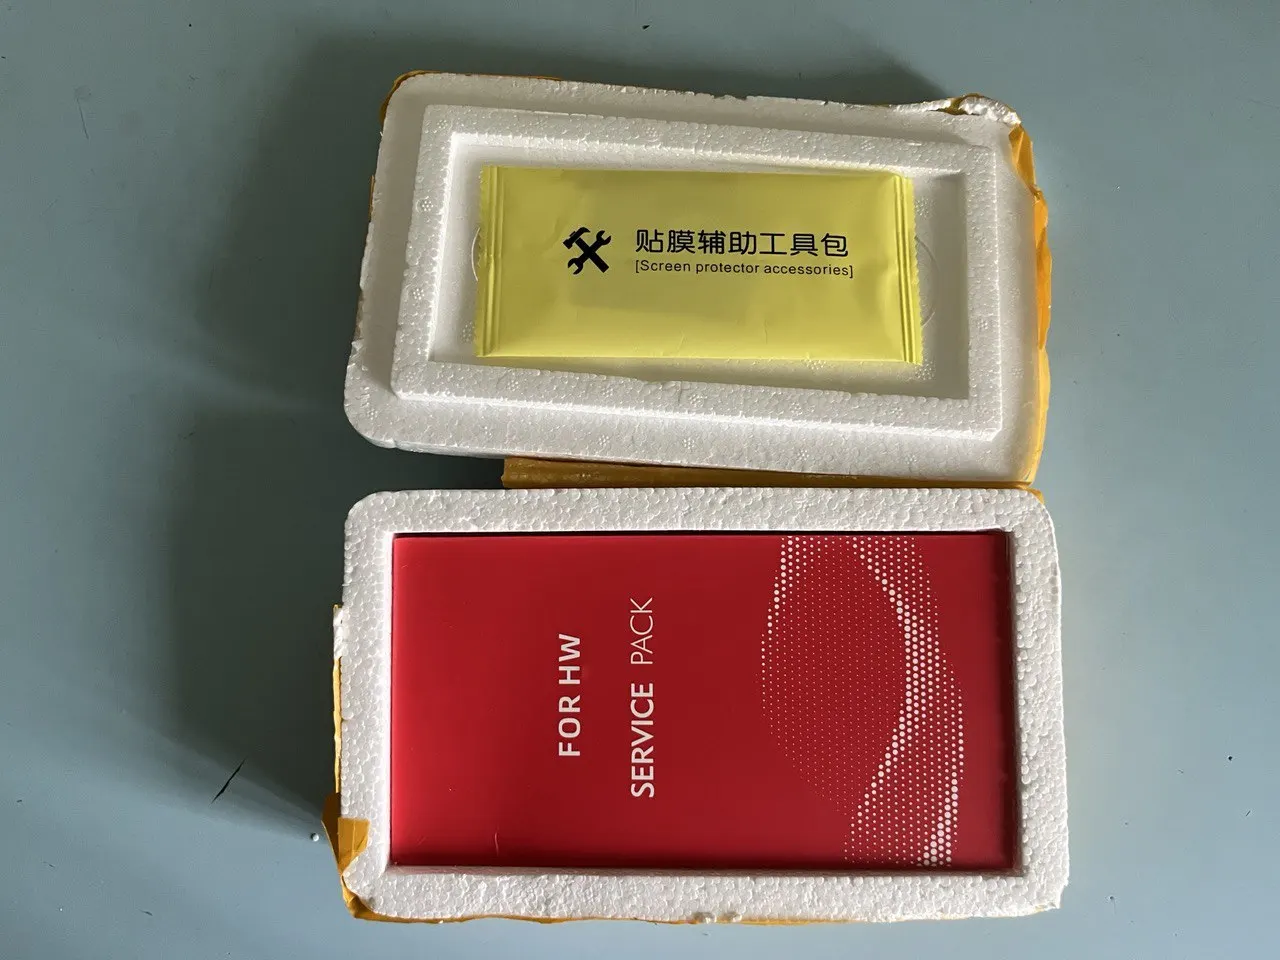 贴膜辅助工具包
[Screen protector accessories]
FOR HW
SERVICE PACK